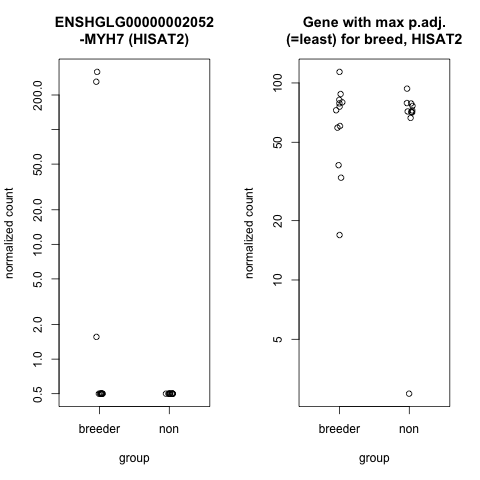 ENSHGLG00000002052
-MYH7 (HISAT2)
normalized count
200.0
50.0
20.0
10.0
5.0
2.0
1.0
0.5
breeder non
group
Gene with max p.adj.
(=least) for breed, HISAT2
normalized count
100
50
20
10
5
breeder non
group